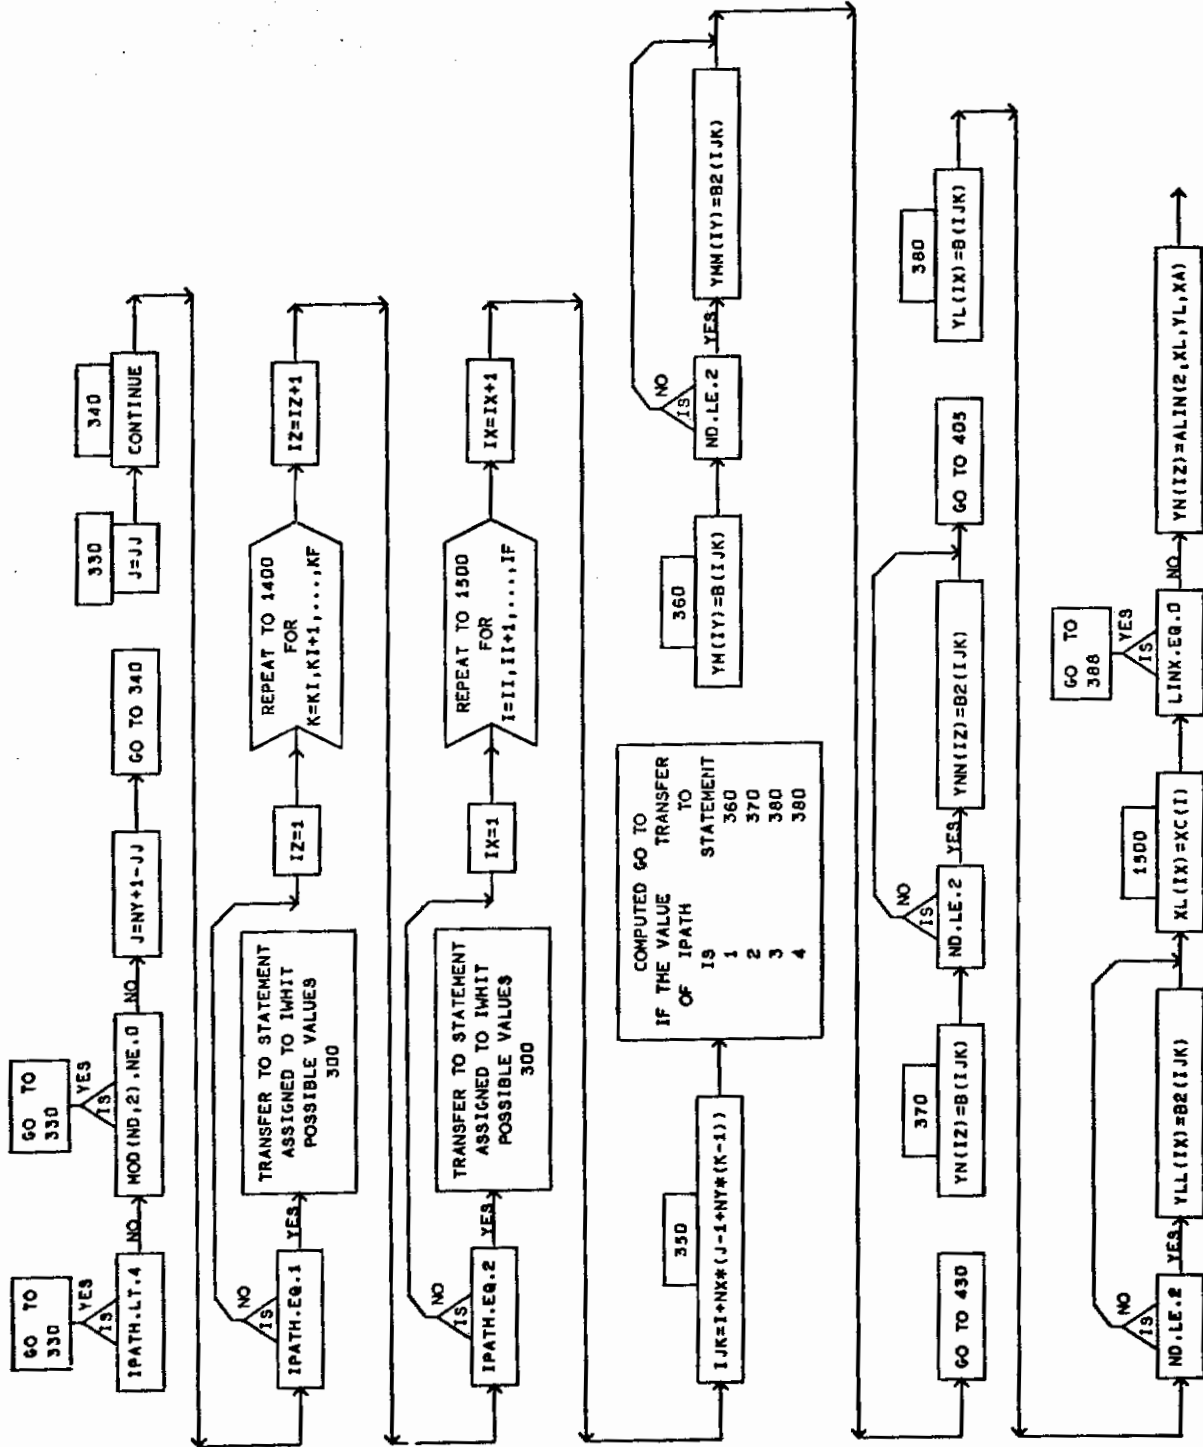 GO TO
330
IS
YES
IPATH.LT.4
NO
GO TO
330
IS
YES
MOD(ND,2).NE.0
NO
J=NY+1-JJ
GO TO 340
330
J=JJ
340
CONTINUE
IPATH.EQ.1
IS
NO
YES
TRANSFER TO STATEMENT
ASSIGNED TO IWHIT
POSSIBLE VALUES
300
IZ=1
REPEAT TO 1400
FOR
K=KI,KI+1,...,KF
IZ=IZ+1
IPATH.EQ.2
IS
NO
YES
TRANSFER TO STATEMENT
ASSIGNED TO IWHIT
POSSIBLE VALUES
300
IX=1
REPEAT TO 1500
FOR
I=II,II+1,...,IF
IX=IX+1
350
IJK=I+NX*(J-1+NY*(K-1))
COMPUTED GO TO
IF THE VALUE TRANSFER
OF IPATH TO
IS STATEMENT
1 360
2 370
3 380
4 380
360
YM(IY)=B(IJK)
NO
IS
ND.LE.2
YES
YMM(IY)=B2(IJK)
GO TO 430
370
YN(IZ)=B(IJK)
NO
IS
ND.LE.2
YES
YNN(IZ)=B2(IJK)
GO TO 405
380
YL(IX)=B(IJK)
NO
IS
ND.LE.2
YES
YLL(IX)=B2(IJK)
1500
XL(IX)=XC(I)
GO TO
388
IS
YES
LINX.EQ.0
NO
YN(IZ)=ALIN(2,XL,YL,XA)